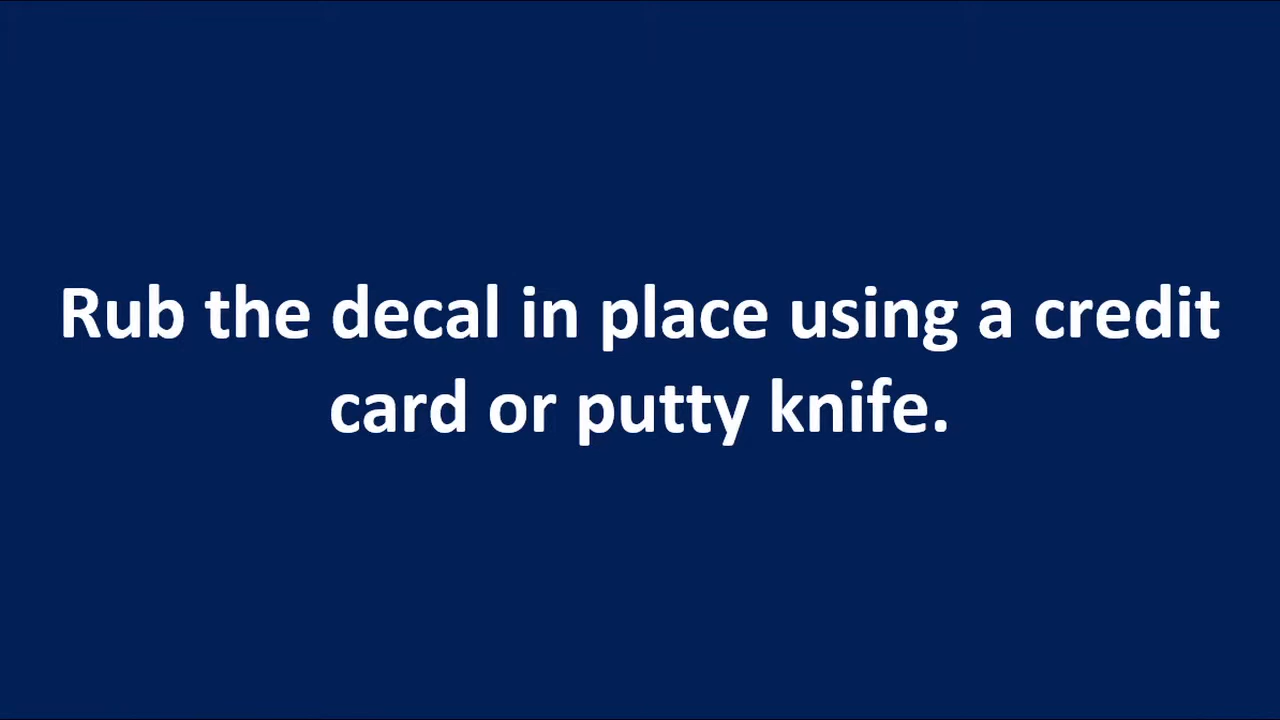 Rub the decal in place using a credit
card or putty knife.